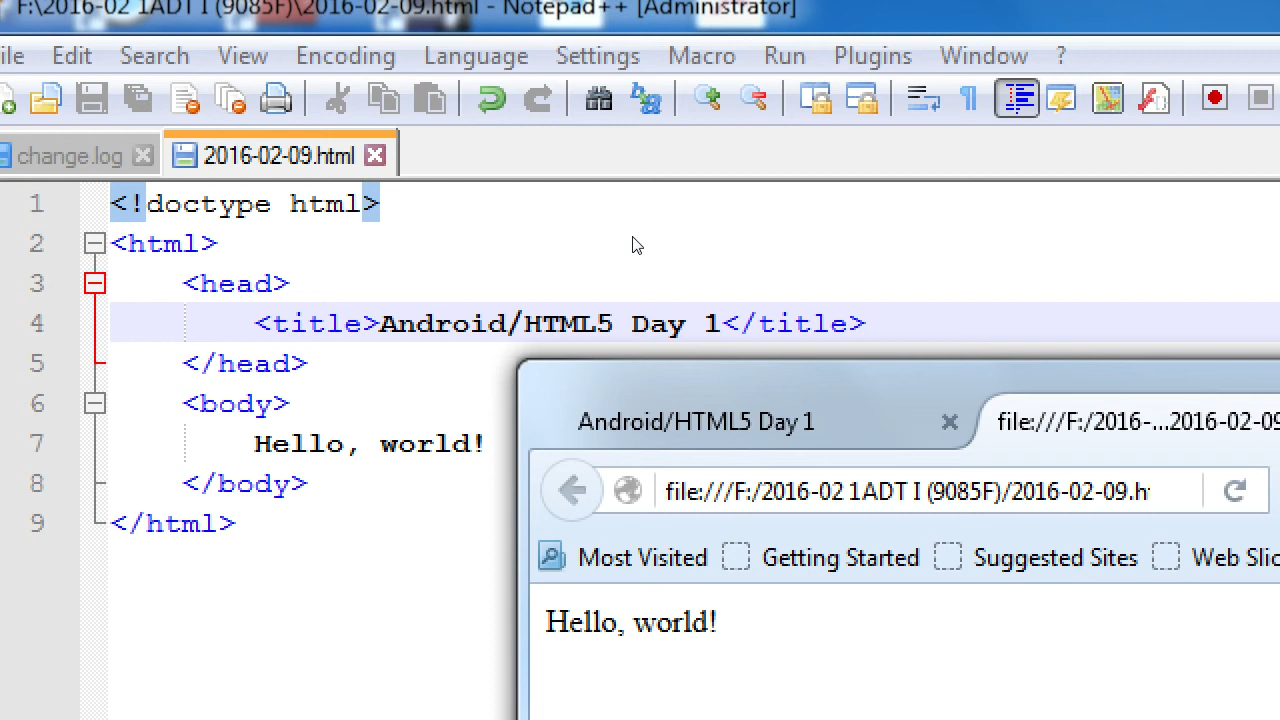 F:\2016-02 1ADT I (9085F)\2016-02-09.html - Notepad++ [Administrator]
ile Edit Search View Encoding Language Settings Macro Run Plugins Window ?
change.log 2016-02-09.html
1 <!doctype html>
2 <html>
3 <head>
4 <title>Android/HTML5 Day 1</title>
5 </head>
6 <body>
7 Hello, world!
8 </body>
9 </html>
Android/HTML5 Day 1 file:///F:/2016-...2016-02-09
file:///F:/2016-02 1ADT I (9085F)/2016-02-09.h
Most Visited Getting Started Suggested Sites Web Slic
Hello, world!